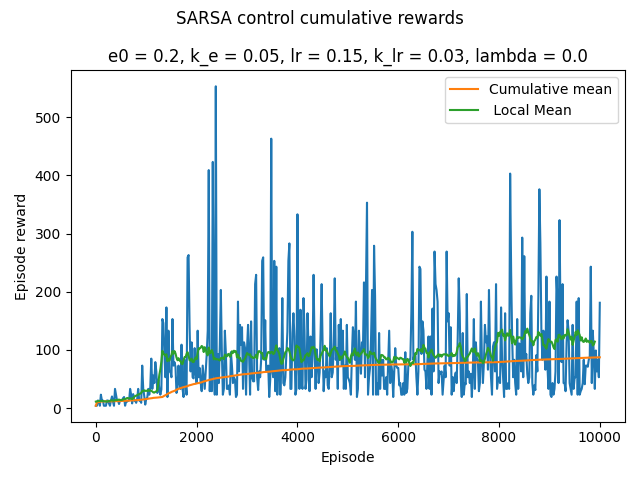 SARSA control cumulative rewards
e0 = 0.2, k_e = 0.05, lr = 0.15, k_lr = 0.03, lambda = 0.0
Cumulative mean
Local Mean
Episode reward
500
400
300
200
100
0
0 2000 4000 6000 8000 10000
Episode